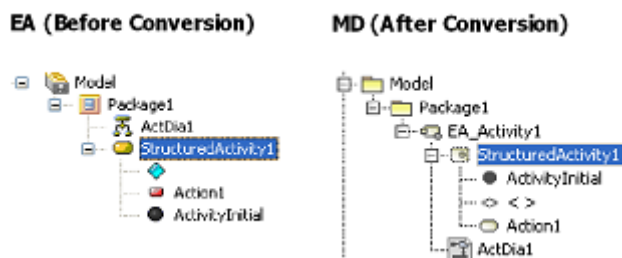 EA (Before Conversion)
Model
Package1
ActDia1
StructuredActivity1
Action1
ActivityInitial
MD (After Conversion)
Model
Package1
EA_Activity1
StructuredActivity1
ActivityInitial
< >
Action1
ActDia1